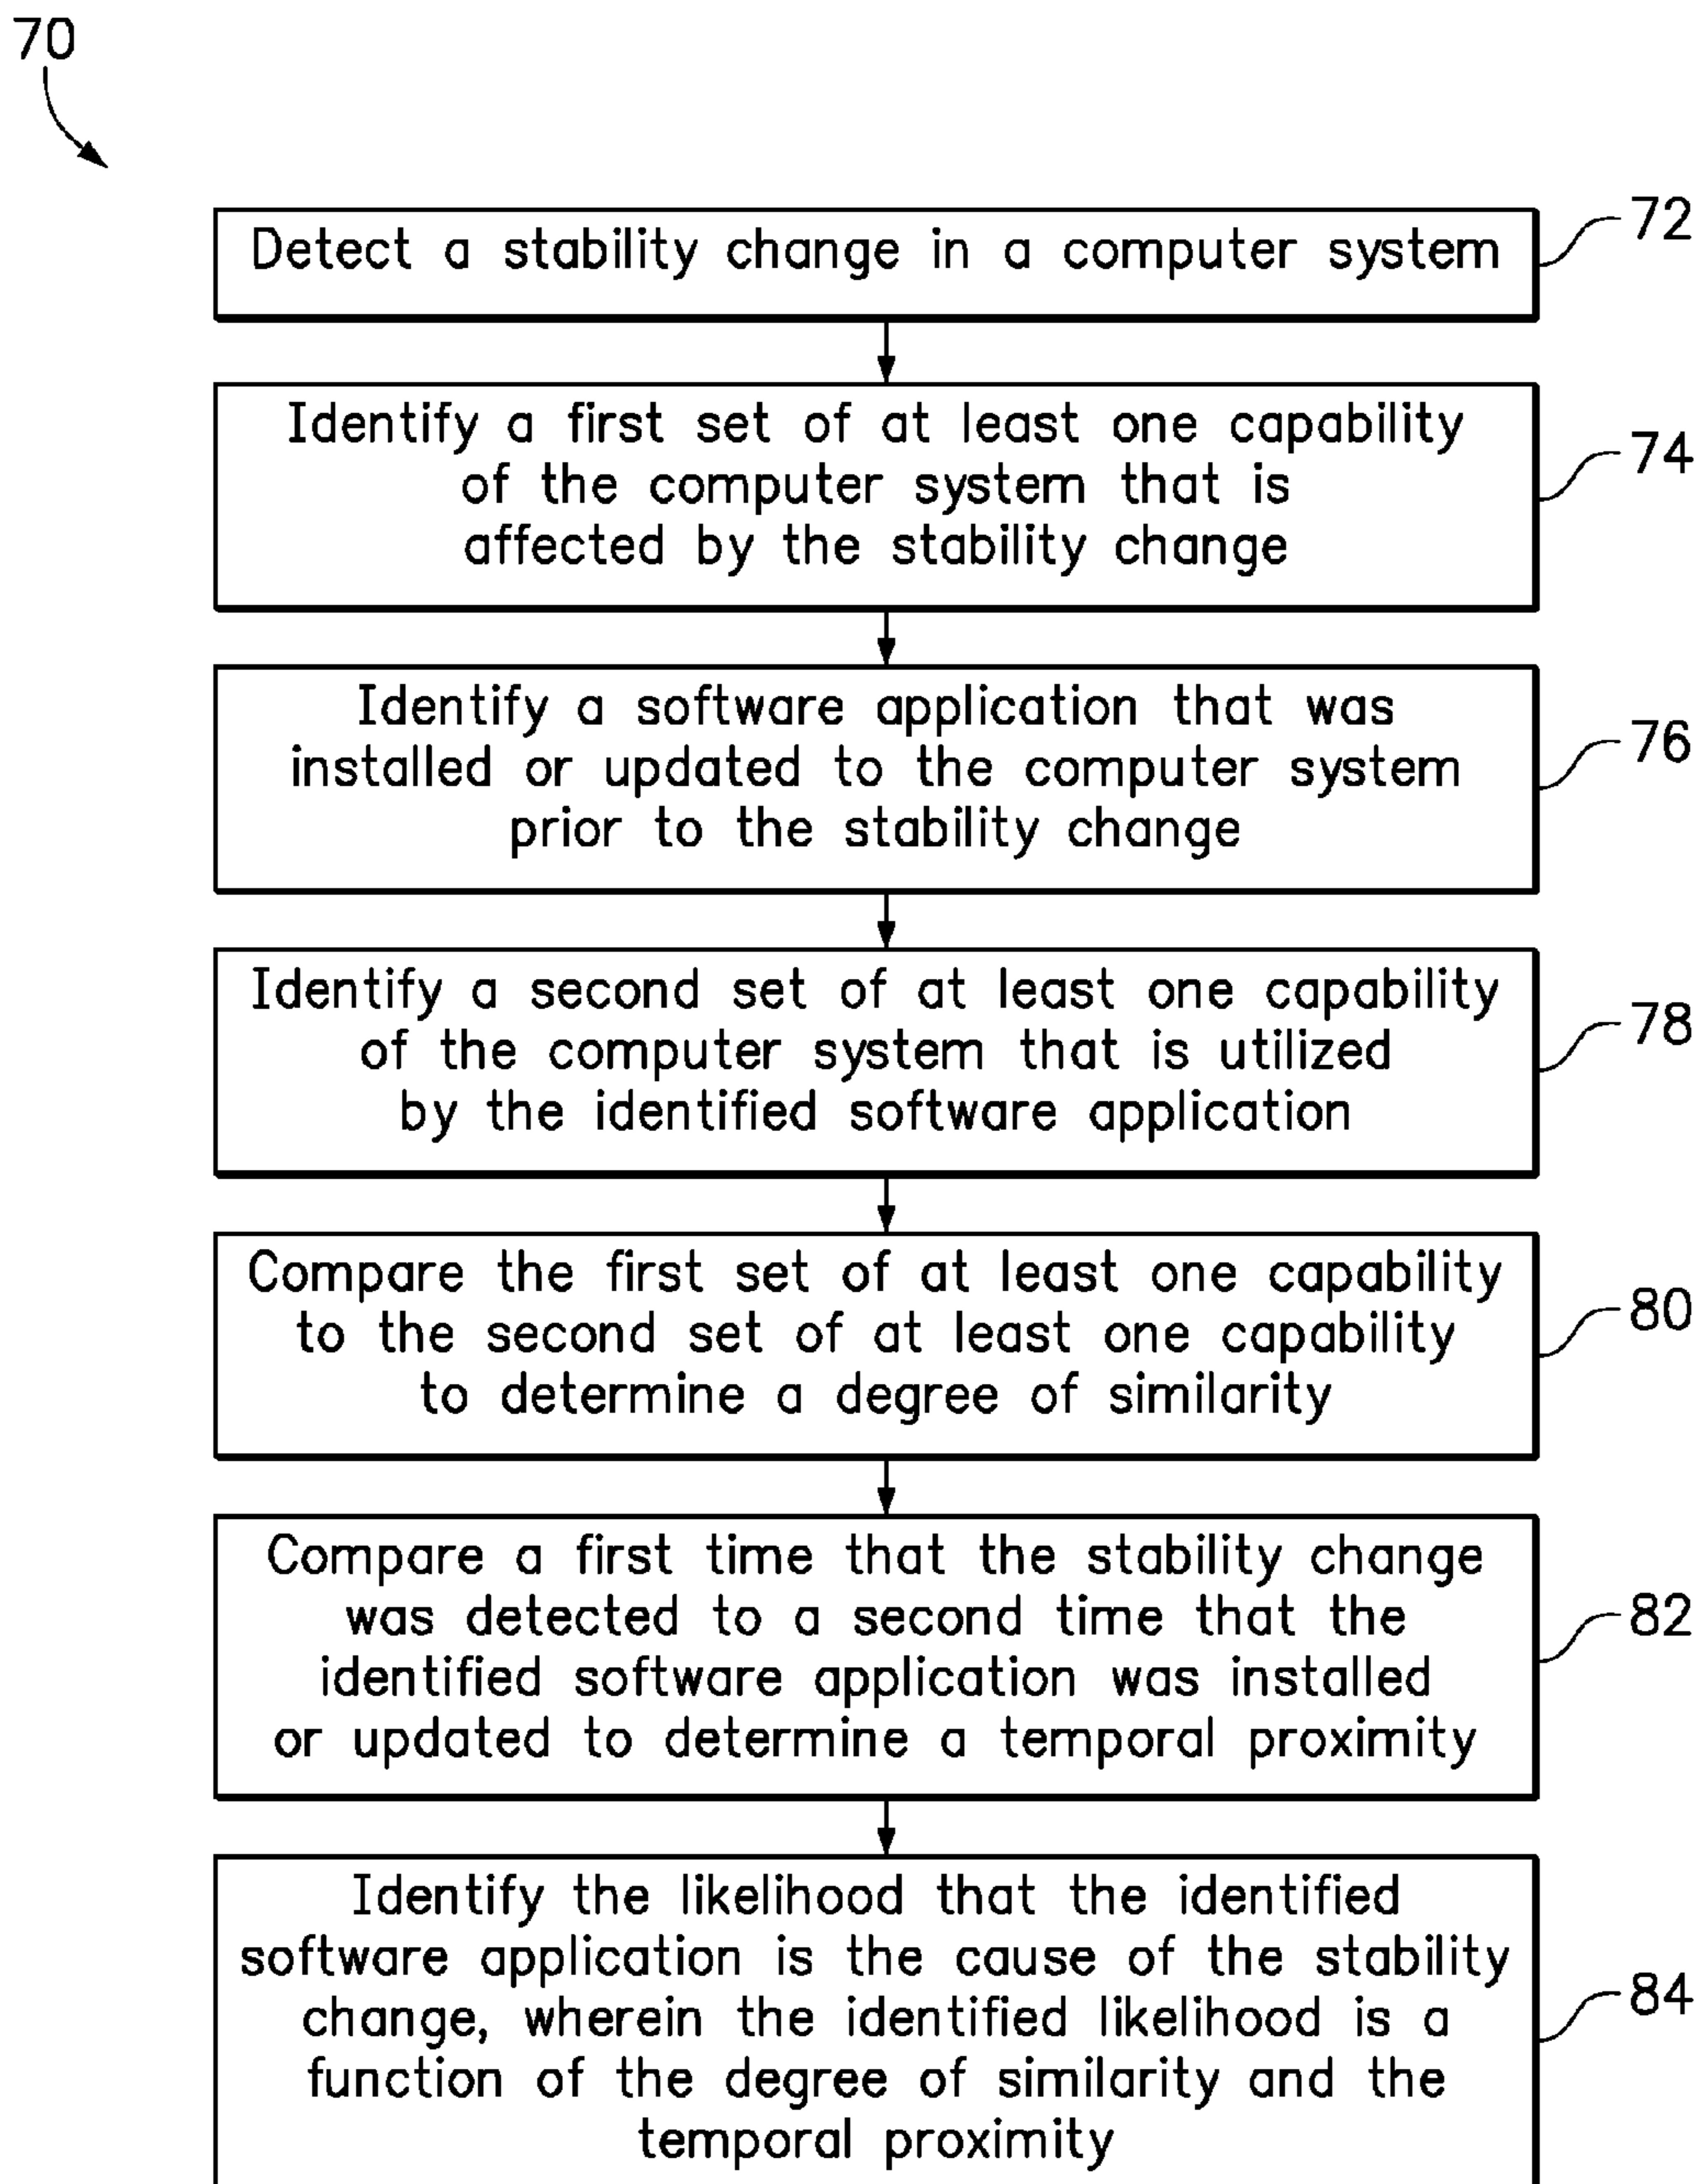 70
Detect a stability change in a computer system
72
Identify a first set of at least one capability
of the computer system that is
affected by the stability change
74
Identify a software application that was
installed or updated to the computer system
prior to the stability change
76
Identify a second set of at least one capability
of the computer system that is utilized
by the identified software application
78
Compare the first set of at least one capability
to the second set of at least one capability
to determine a degree of similarity
80
Compare a first time that the stability change
was detected to a second time that the
identified software application was installed
or updated to determine a temporal proximity
82
Identify the likelihood that the identified
software application is the cause of the stability
change, wherein the identified likelihood is a
function of the degree of similarity and the
temporal proximity
84